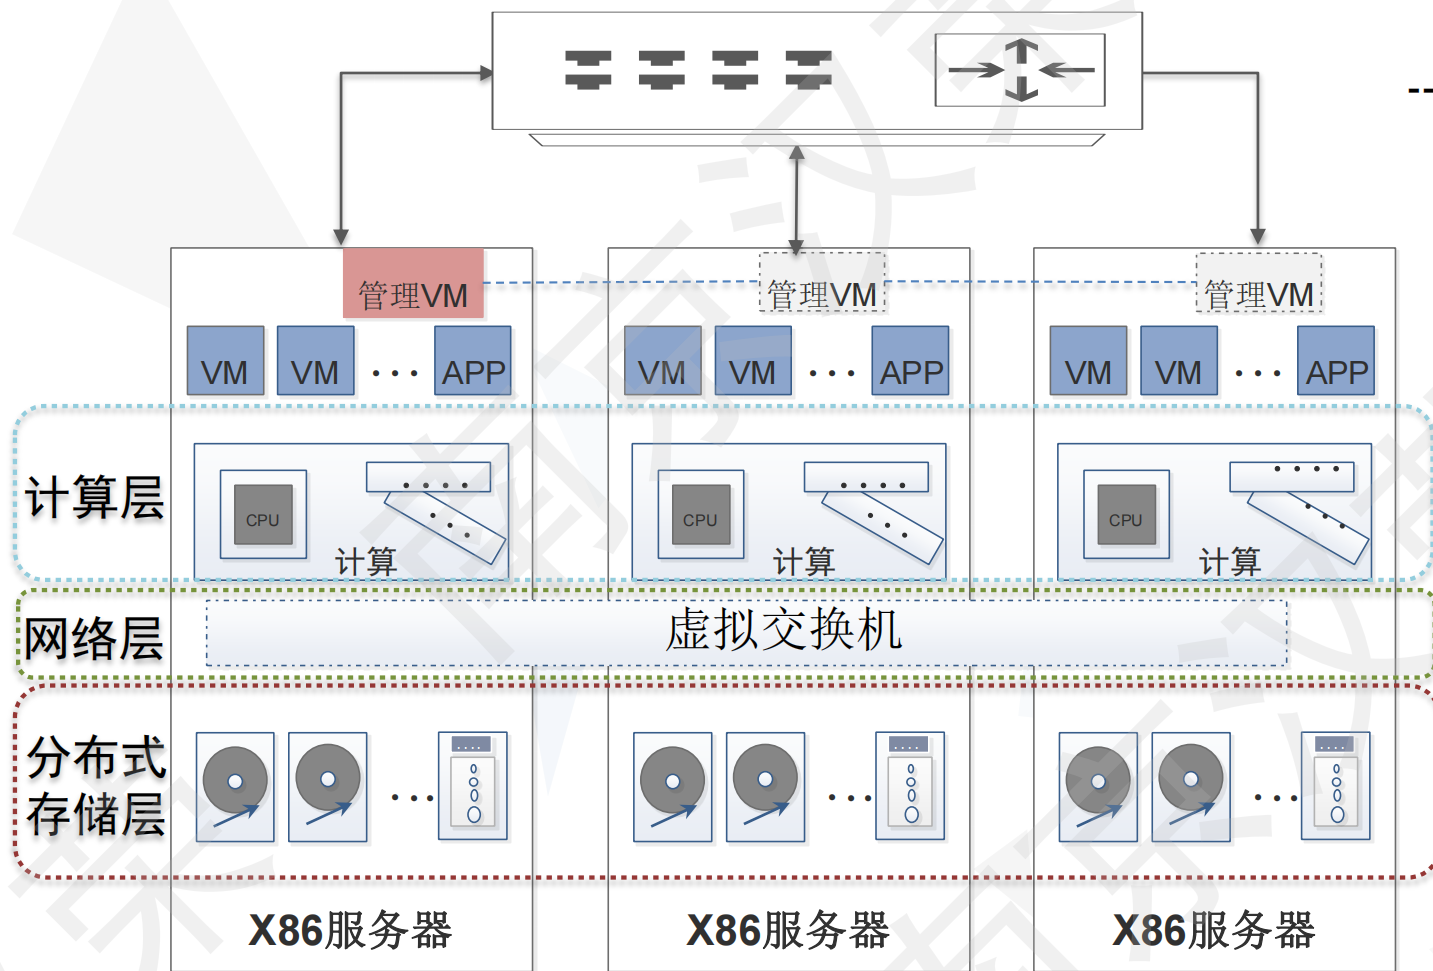 管理VM 管理VM 管理VM
VM VM ... APP VM VM ... APP VM VM ... APP
计算层
CPU 计算 CPU 计算 CPU 计算
网络层 虚拟交换机
分布式
存储层
X86服务器 X86服务器 X86服务器